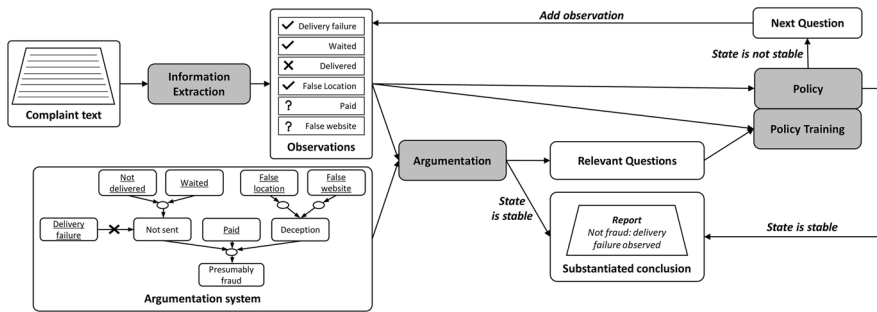 Complaint text
Information
Extraction
✓ Delivery failure
✓ Waited
✗ Delivered
✓ False Location
? Paid
? False website
Observations
Add observation
Next Question
State is not stable
Policy
Policy Training
Argumentation
Relevant Questions
State
is stable
Report
Not fraud: delivery
failure observed
Substantiated conclusion
State is stable
Not
delivered
Waited
False
location
False
website
Delivery
failure
Not sent
Paid
Deception
Presumably
fraud
Argumentation system